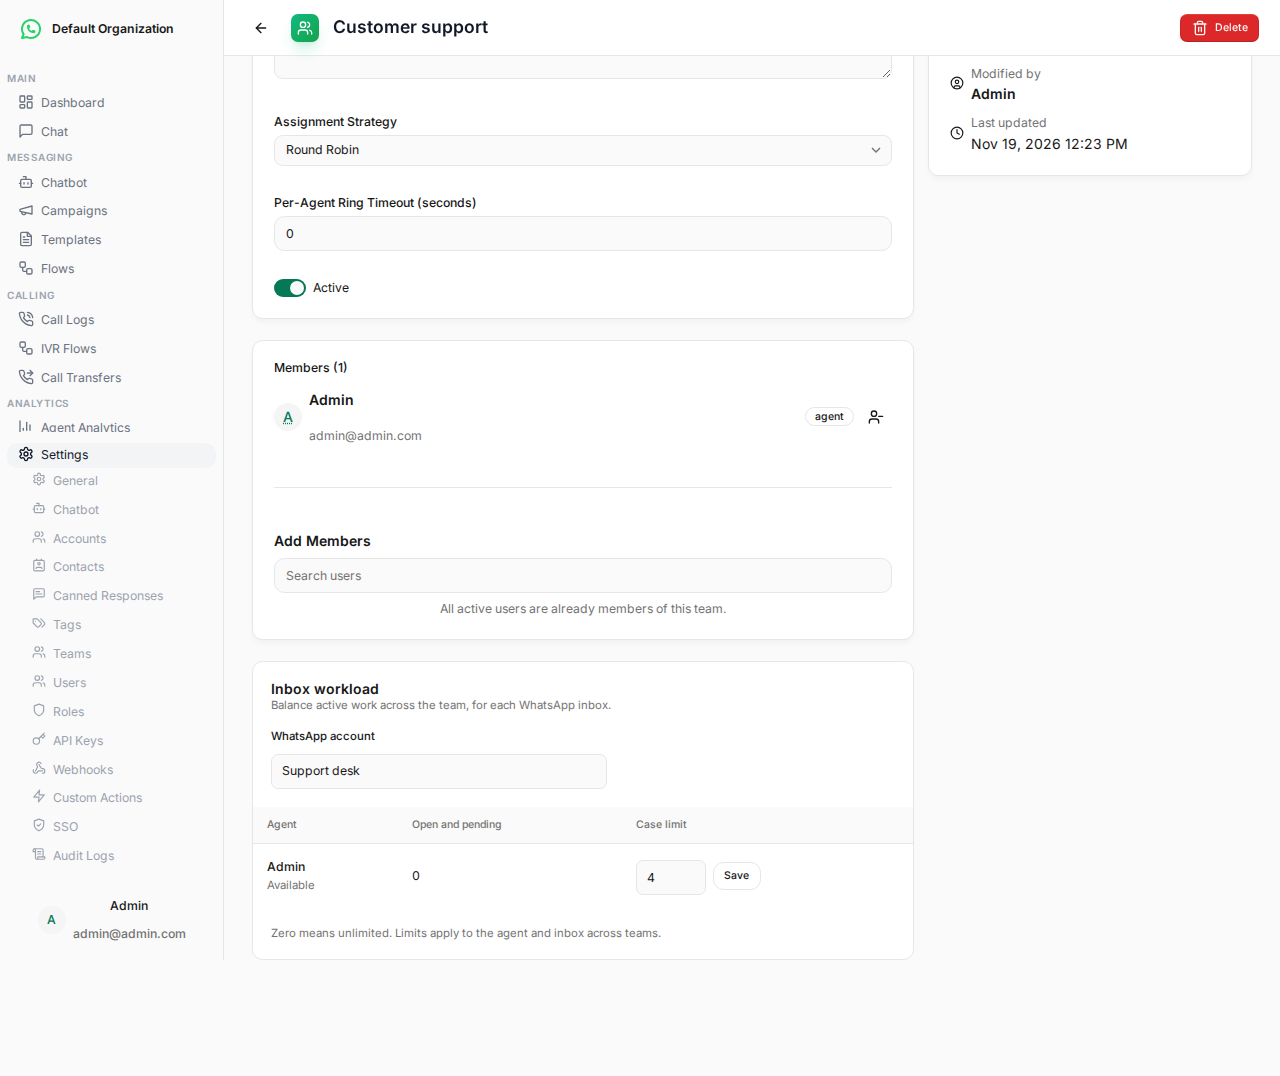 Default Organization
MAIN
Dashboard
Chat
MESSAGING
Chatbot
Campaigns
Templates
Flows
CALLING
Call Logs
IVR Flows
Call Transfers
ANALYTICS
Agent Analytics
Settings
General
Chatbot
Accounts
Contacts
Canned Responses
Tags
Teams
Users
Roles
API Keys
Webhooks
Custom Actions
SSO
Audit Logs
A
Admin
admin@admin.com
Customer support
Delete
Assignment Strategy
Round Robin
Per-Agent Ring Timeout (seconds)
0
Active
Members (1)
A
Admin
admin@admin.com
agent
Add Members
Search users
All active users are already members of this team.
Inbox workload
Balance active work across the team, for each WhatsApp inbox.
WhatsApp account
Support desk
Agent Open and pending Case limit
Admin
Available
0
4
Save
Zero means unlimited. Limits apply to the agent and inbox across teams.
Modified by
Admin
Last updated
Nov 19, 2026 12:23 PM